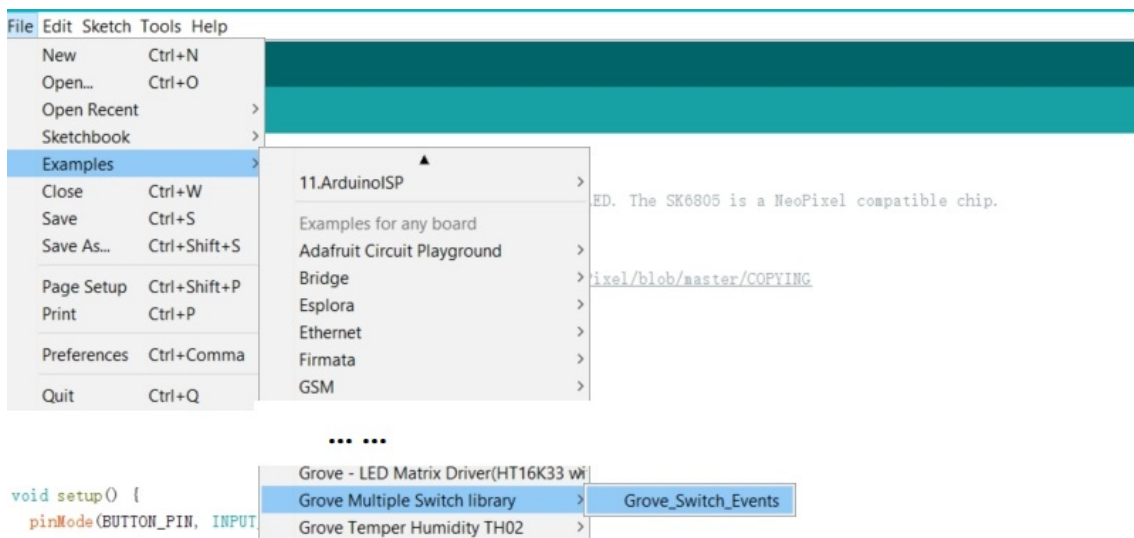 File Edit Sketch Tools Help
New Ctrl+N
Open... Ctrl+O
Open Recent >
Sketchbook >
Examples >
Close Ctrl+W
Save Ctrl+S
Save As... Ctrl+Shift+S
Page Setup Ctrl+Shift+P
Print Ctrl+P
Preferences Ctrl+Comma
Quit Ctrl+Q
11.ArduinoISP >
Examples for any board
Adafruit Circuit Playground >
Bridge >
Esplora >
Ethernet >
Firmata >
GSM >
... ...
Grove - LED Matrix Driver(HT16K33 wi
Grove Multiple Switch library >
Grove Temper Humidity TH02 >
Grove_Switch_Events
ED. The SK6805 is a NeoPixel compatible chip.
ixel/blob/master/COPYING
void setup() {
pinMode(BUTTON_PIN, INPUT